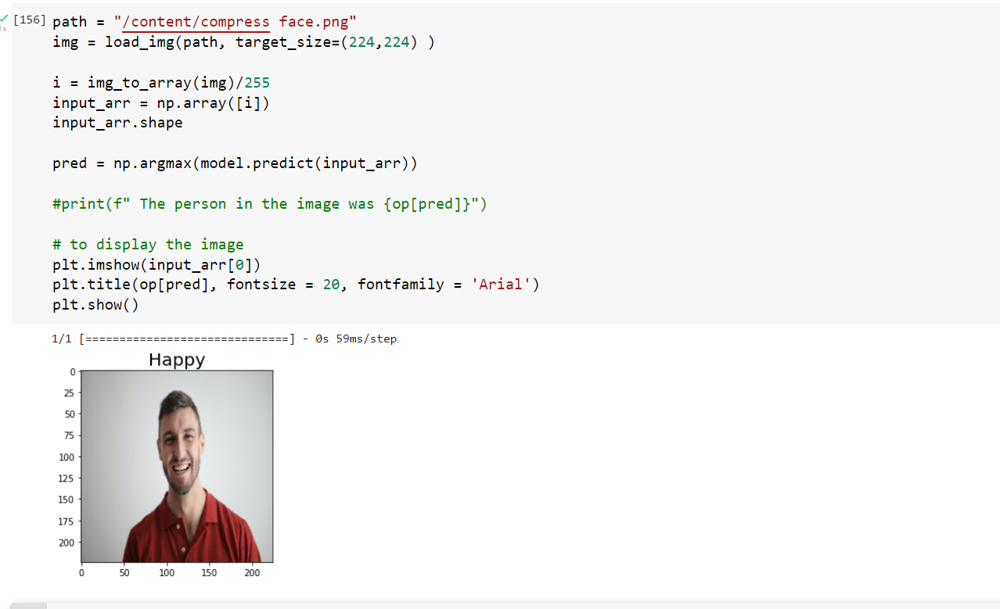 [156] path = "/content/compress face.png"
img = load_img(path, target_size=(224,224) )
i = img_to_array(img)/255
input_arr = np.array([i])
input_arr.shape
pred = np.argmax(model.predict(input_arr))
#print(f" The person in the image was {op[pred]}")
# to display the image
plt.imshow(input_arr[0])
plt.title(op[pred], fontsize = 20, fontfamily = 'Arial')
plt.show()
1/1 [==============================] - 0s 59ms/step
Happy
0
25
50
75
100
125
150
175
200
0 50 100 150 200